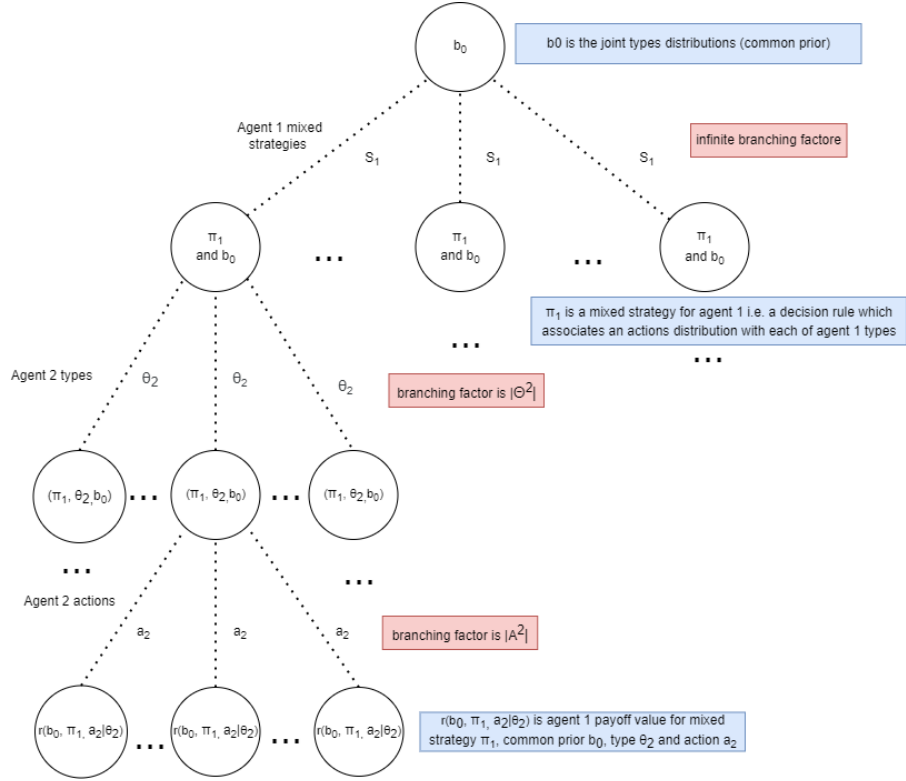 b₀
b0 is the joint types distributions (common prior)
Agent 1 mixed
strategies
S₁
S₁
S₁
infinite branching factore
π₁
and b₀
...
π₁
and b₀
...
π₁
and b₀
π₁ is a mixed strategy for agent 1 i.e. a decision rule which
associates an actions distribution with each of agent 1 types
...
...
Agent 2 types
θ₂
θ₂
θ₂
branching factor is |Θ²|
(π₁, θ₂,b₀)
...
(π₁, θ₂,b₀)
...
(π₁, θ₂,b₀)
...
...
Agent 2 actions
a₂
a₂
a₂
branching factor is |A²|
r(b₀, π₁, a₂|θ₂)
...
r(b₀, π₁, a₂|θ₂)
...
r(b₀, π₁, a₂|θ₂)
r(b₀, π₁, a₂|θ₂) is agent 1 payoff value for mixed
strategy π₁, common prior b₀, type θ₂ and action a₂